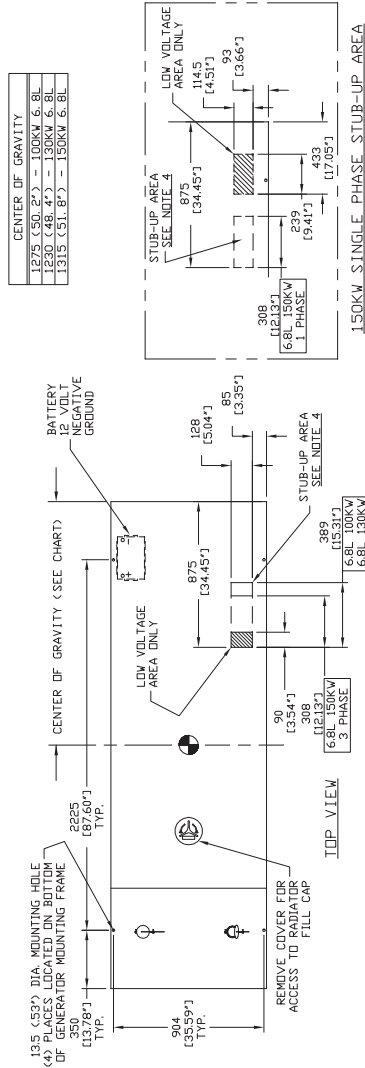 CENTER OF GRAVITY
1275 (50.2") - 100KW 6.8L
1230 (48.4") - 130KW 6.8L
1315 (51.8") - 150KW 6.8L
13.5 (.53") DIA. MOUNTING HOLE
(4) PLACES LOCATED ON BOTTOM
OF GENERATOR MOUNTING FRAME
350
[13.78"]
TYP.
2225
[87.60"]
TYP.
CENTER OF GRAVITY (SEE CHART)
BATTERY
12 VOLT
NEGATIVE
GROUND
904
[35.59"]
TYP.
REMOVE COVER FOR
ACCESS TO RADIATOR
FILL CAP
LOW VOLTAGE
AREA ONLY
875
[34.45"]
128
[5.04"]
85
[3.35"]
STUB-UP AREA
SEE NOTE 4
90
[3.54"]
308
[12.13"]
6.8L 150KW
3 PHASE
389
[15.31"]
6.8L 100KW
6.8L 130KW
TOP VIEW
STUB-UP AREA
SEE NOTE 4
875
[34.45"]
LOW VOLTAGE
AREA ONLY
114.5
[4.51"]
93
[3.66"]
308
[12.13"]
6.8L 150KW
1 PHASE
239
[9.41"]
433
[17.05"]
150KW SINGLE PHASE STUB-UP AREA